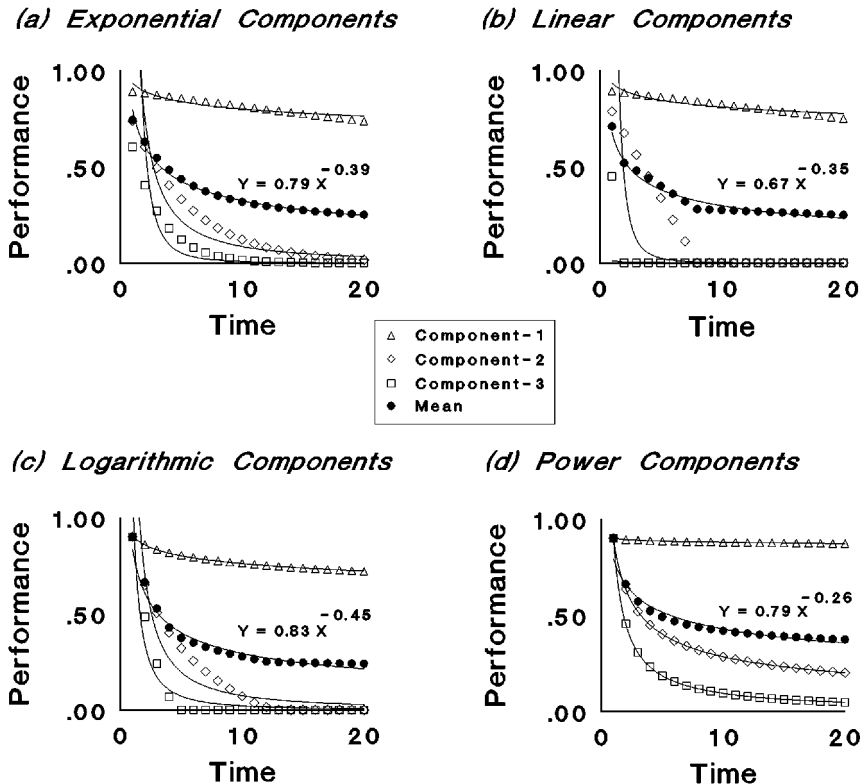 (a) Exponential Components
Performance
1.00
.50
.00
Y = 0.79 X -0.39
0 10 20
Time
(b) Linear Components
Performance
1.00
.50
.00
Y = 0.67 X -0.35
0 10 20
Time
Component-1
Component-2
Component-3
Mean
(c) Logarithmic Components
Performance
1.00
.50
.00
Y = 0.83 X -0.45
0 10 20
Time
(d) Power Components
Performance
1.00
.50
.00
Y = 0.79 X -0.26
0 10 20
Time